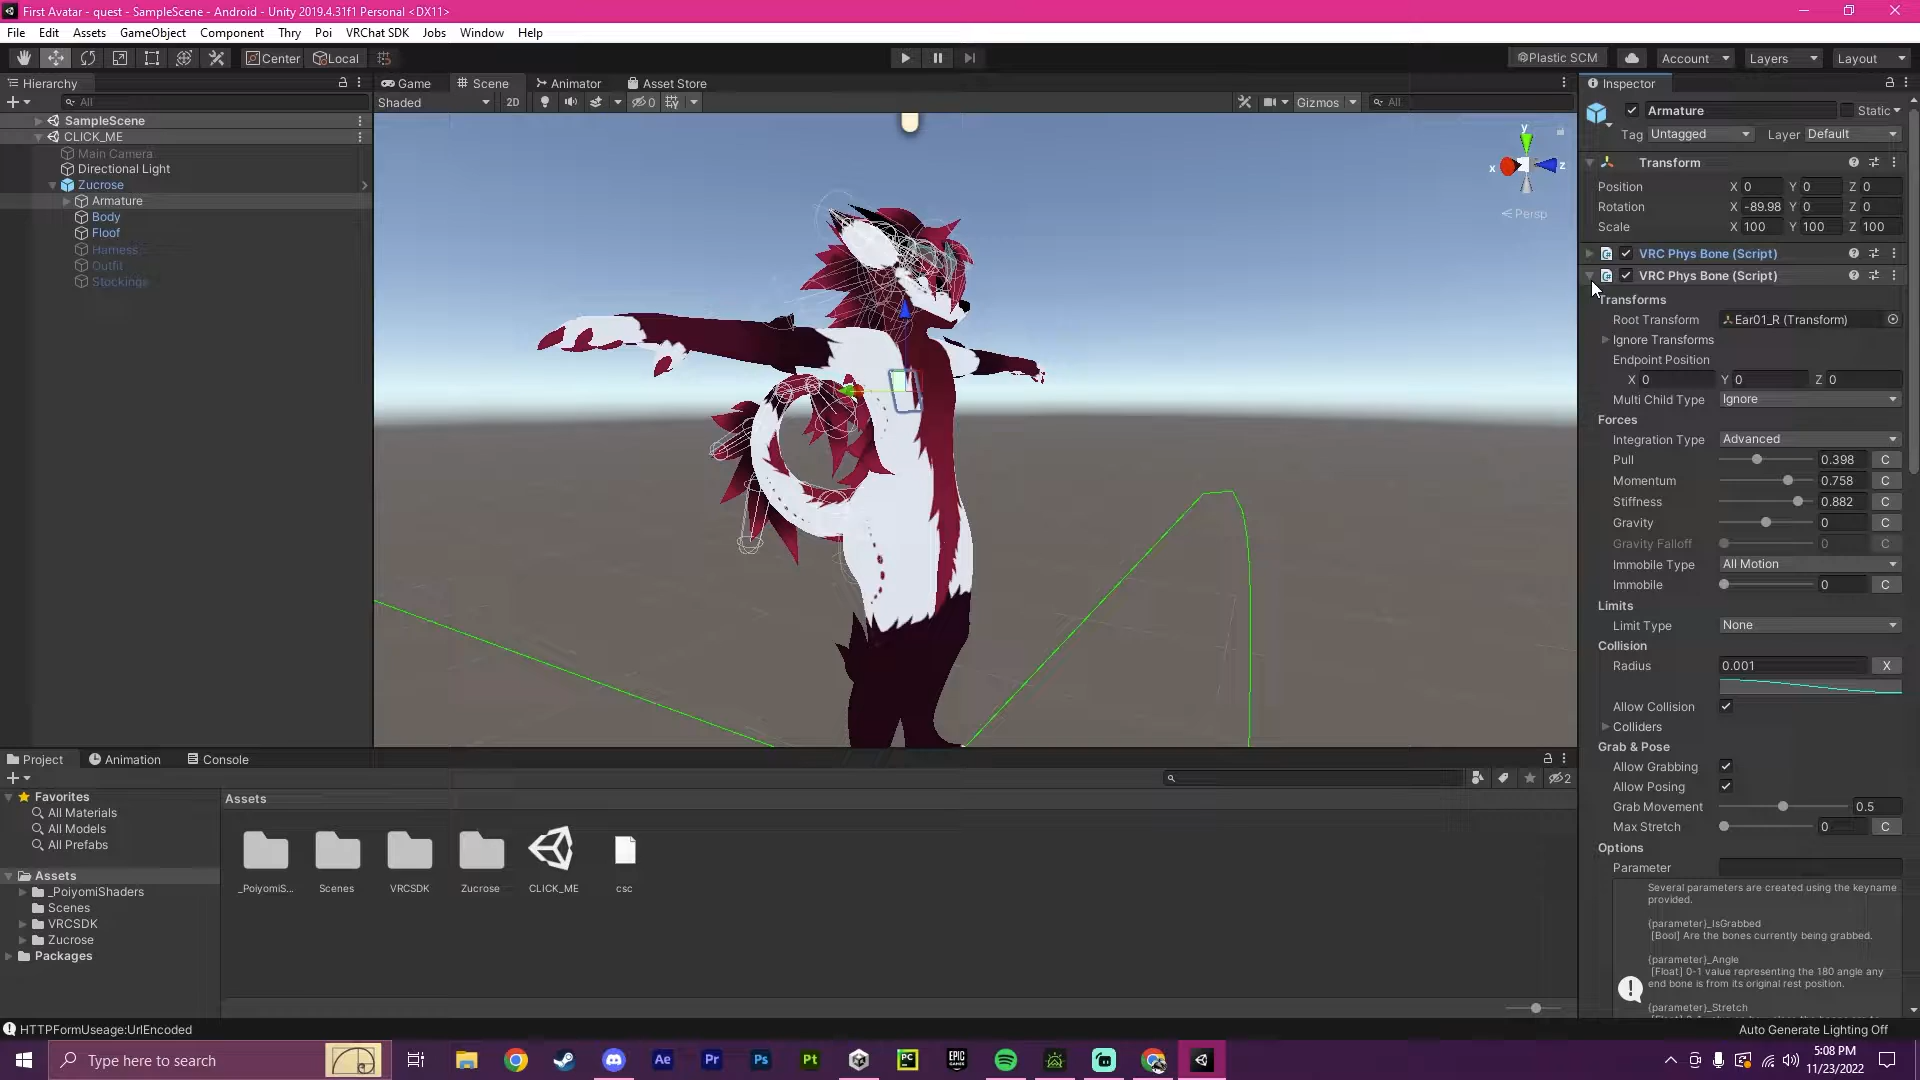 First Avatar - quest - SampleScene - Android - Unity 2019.4.31f1 Personal <DX11>
File Edit Assets GameObject Component Thry Poi VRChat SDK Jobs Window Help
Center Local Plastic SCM Account Layers Layout
Hierarchy
All
SampleScene
CLICK_ME
Main Camera
Directional Light
Zucrose
Armature
Body
Floof
Harness
Outfit
Stockings
Game Scene Animator Asset Store
Shaded 2D 0 Gizmos All
y
x z
Persp
Inspector
Armature Static
Tag Untagged Layer Default
Transform
Position X 0 Y 0 Z 0
Rotation X -89.98 Y 0 Z 0
Scale X 100 Y 100 Z 100
VRC Phys Bone (Script)
VRC Phys Bone (Script)
Transforms
Root Transform Ear01_R (Transform)
Ignore Transforms
Endpoint Position
X 0 Y 0 Z 0
Multi Child Type Ignore
Forces
Integration Type Advanced
Pull 0.398 C
Momentum 0.758 C
Stiffness 0.882 C
Gravity 0 C
Gravity Falloff 0 C
Immobile Type All Motion
Immobile 0 C
Limits
Limit Type None
Collision
Radius 0.001 X
Allow Collision
Colliders
Grab & Pose
Allow Grabbing
Allow Posing
Grab Movement 0.5
Max Stretch 0 C
Options
Parameter
Several parameters are created using the keyname
provided.
{parameter}_IsGrabbed
[Bool] Are the bones currently being grabbed.
{parameter}_Angle
[Float] 0-1 value representing the 180 angle any
end bone is from its original rest position.
{parameter}_Stretch
Project Animation Console
2
Favorites
All Materials
All Models
All Prefabs
Assets
_PoiyomiShaders
Scenes
VRCSDK
Zucrose
Packages
Assets
_PoiyomiS... Scenes VRCSDK Zucrose CLICK_ME csc
HTTPFormUseage:UrlEncoded
Auto Generate Lighting Off
Type here to search
Ae Pr Ps Pt PC EPIC GAMES
5:08 PM
11/23/2022